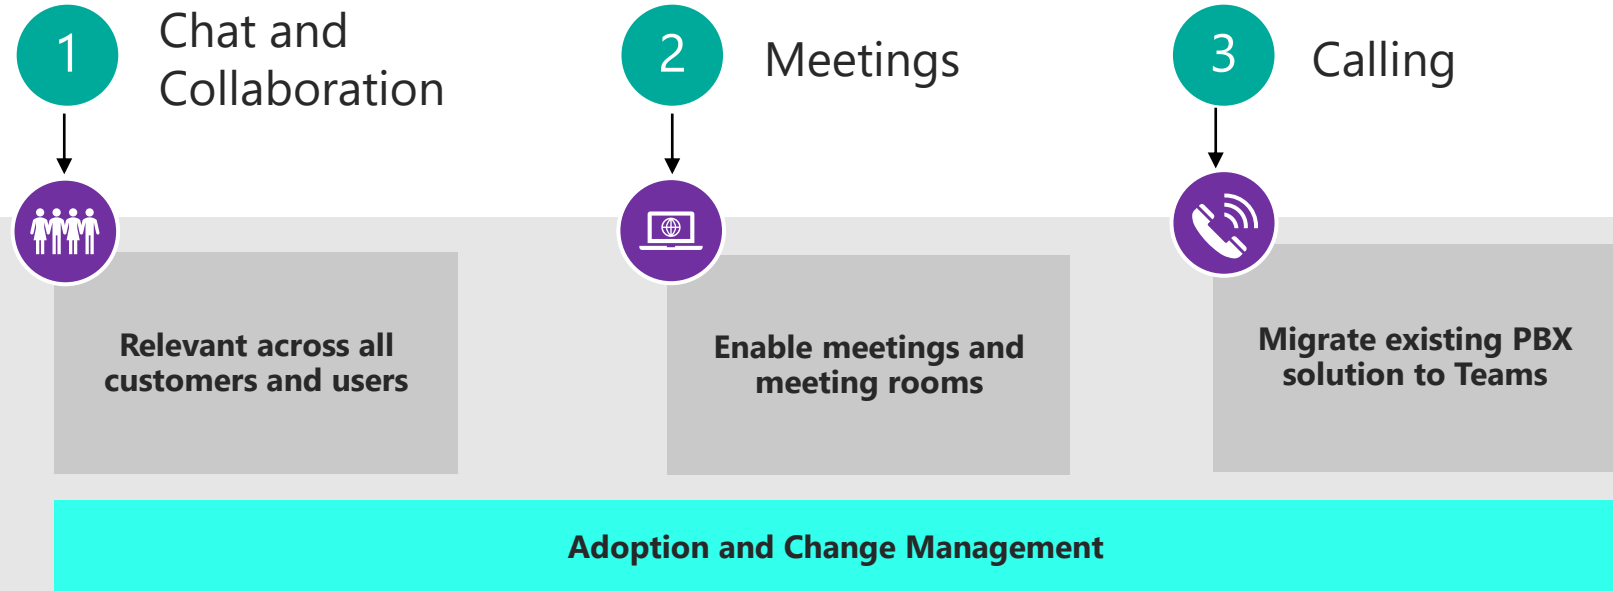 1
Chat and
Collaboration
2
Meetings
3
Calling
Relevant across all
customers and users
Enable meetings and
meeting rooms
Migrate existing PBX
solution to Teams
Adoption and Change Management